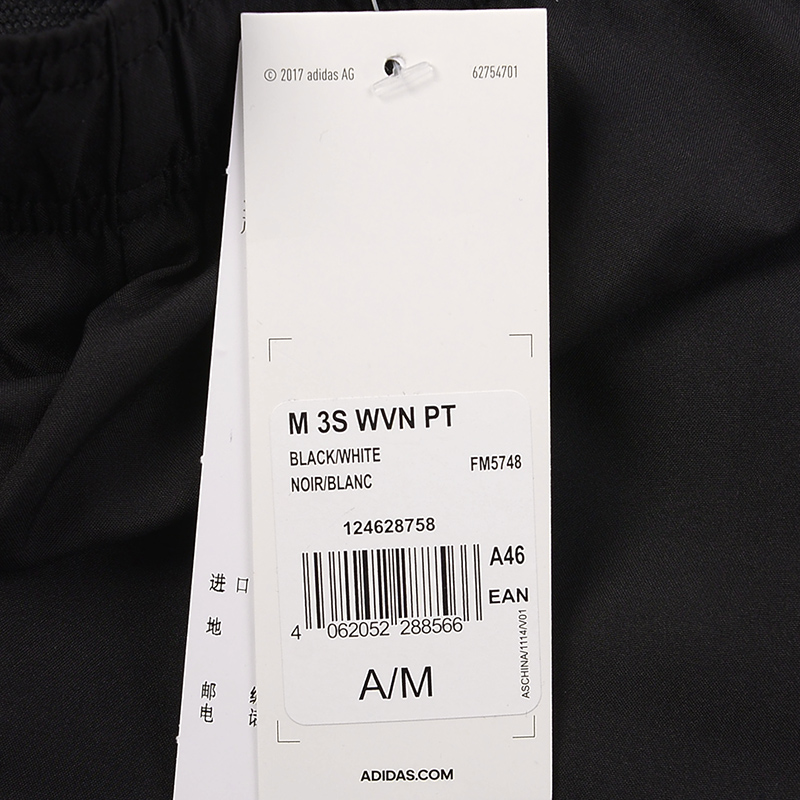 © 2017 adidas AG
62754701
M 3S WVN PT
BLACK/WHITE
FM5748
NOIR/BLANC
124628758
A46
EAN
4 062052 288566
A/M
ASCHINA/1114/V01
ADIDAS.COM
进 口
地
邮
电